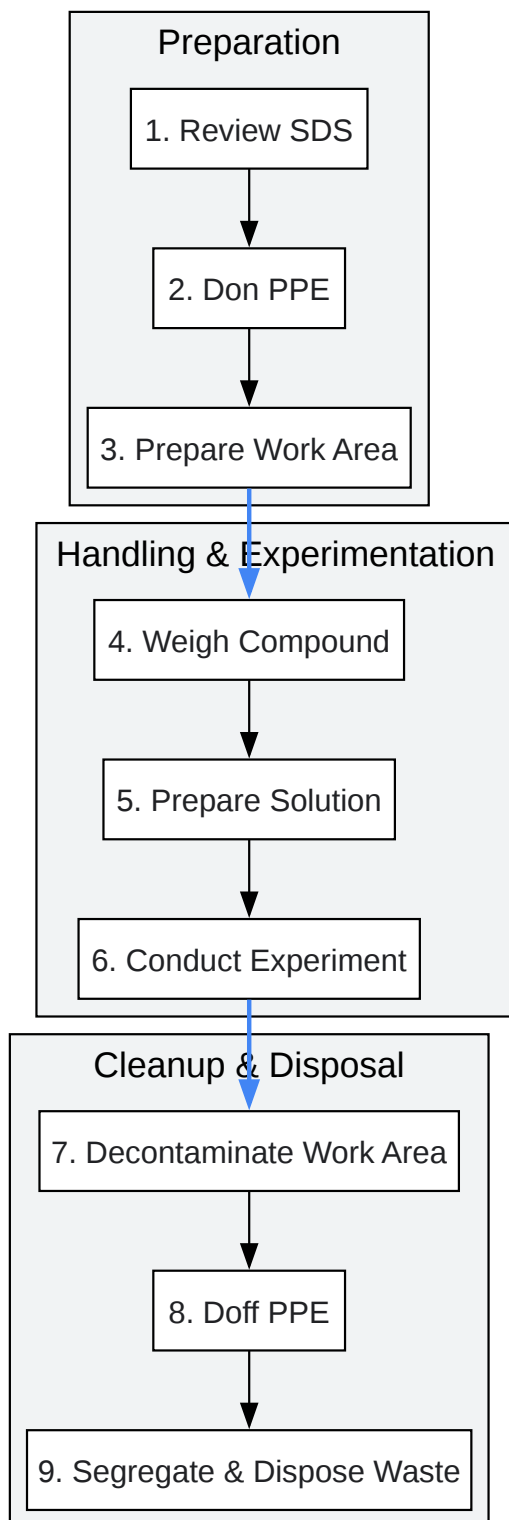 Preparation
1. Review SDS
2. Don PPE
3. Prepare Work Area
Handling & Experimentation
4. Weigh Compound
5. Prepare Solution
6. Conduct Experiment
Cleanup & Disposal
7. Decontaminate Work Area
8. Doff PPE
9. Segregate & Dispose Waste